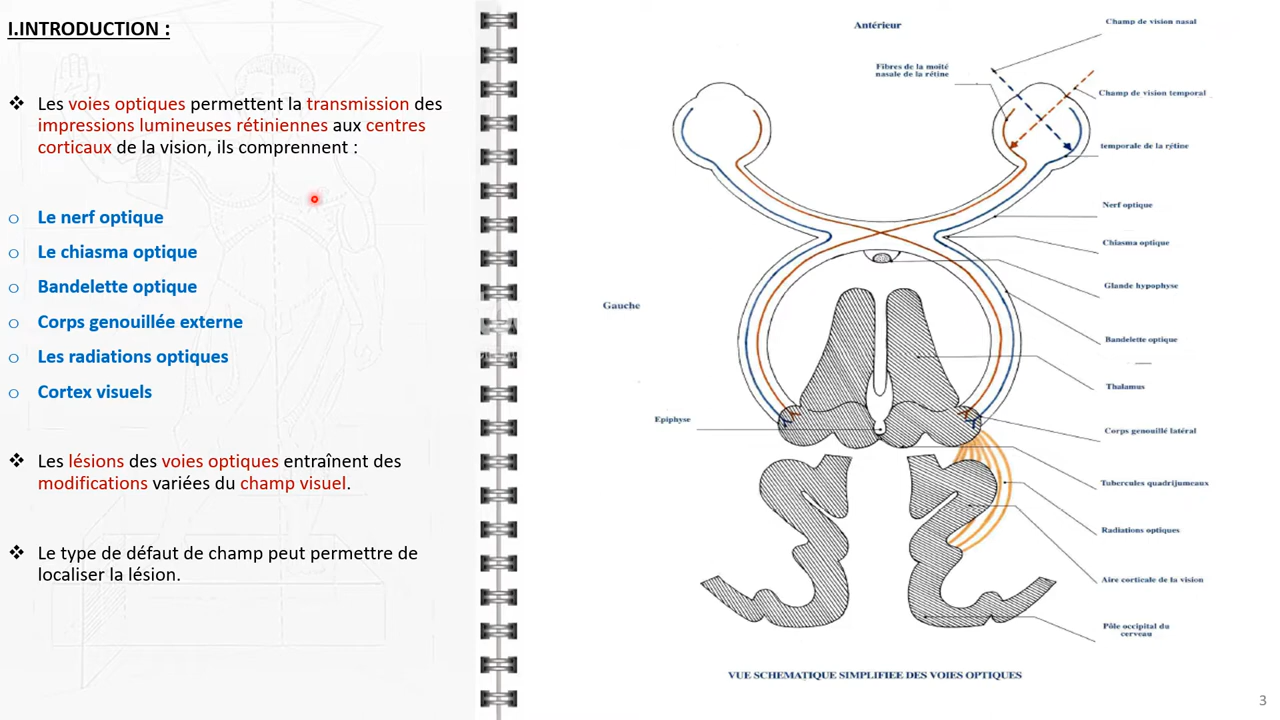 I.INTRODUCTION :
❖ Les voies optiques permettent la transmission des
impressions lumineuses rétiniennes aux centres
corticaux de la vision, ils comprennent :
o Le nerf optique
o Le chiasma optique
o Bandelette optique
o Corps genouillée externe
o Les radiations optiques
o Cortex visuels
❖ Les lésions des voies optiques entraînent des
modifications variées du champ visuel.
❖ Le type de défaut de champ peut permettre de
localiser la lésion.
Antérieur
Champ de vision nasal
Fibres de la moité
nasale de la rétine
Champ de vision temporal
temporale de la rétine
Nerf optique
Chiasma optique
Glande hypophyse
Gauche
Bandelette optique
Thalamus
Epiphyse
Corps genouillé latéral
Tubercules quadrijumeaux
Radiations optiques
Aire corticale de la vision
Pôle occipital du
cerveau
VUE SCHEMATIQUE SIMPLIFIEE DES VOIES OPTIQUES
3